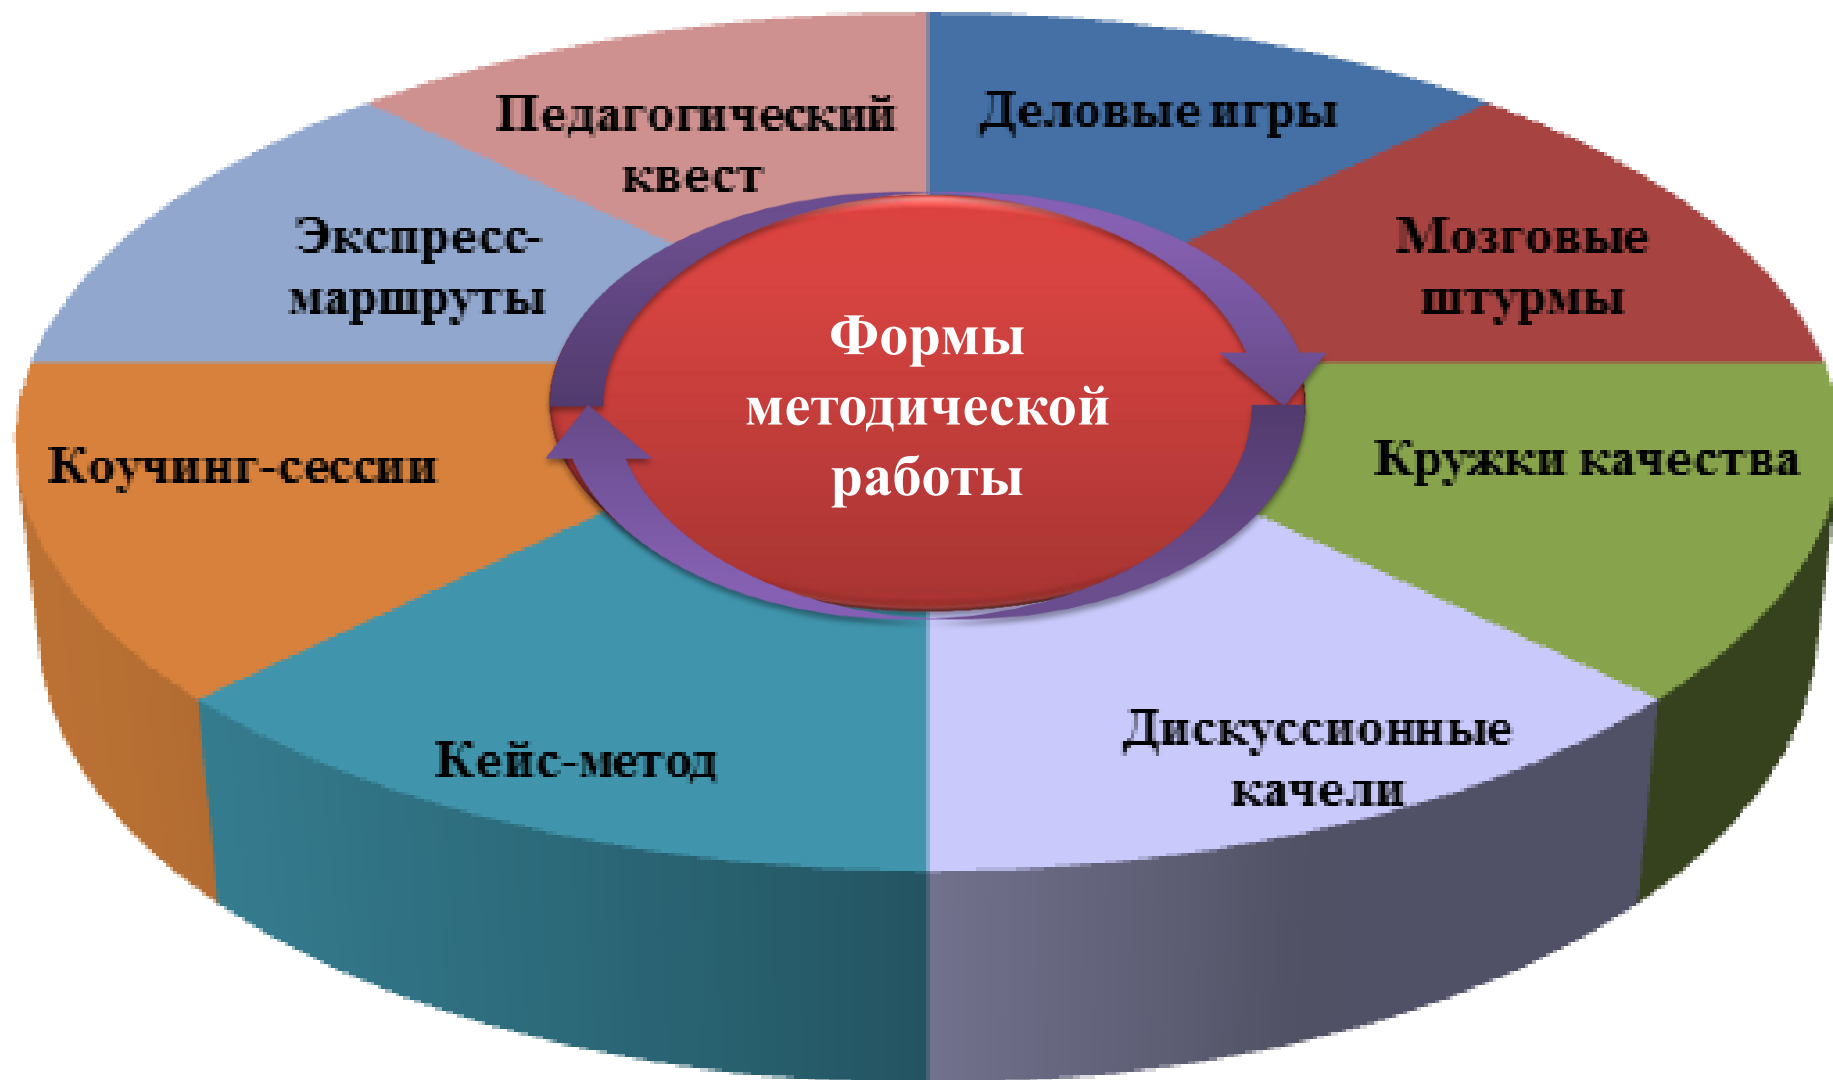 Педагогический
квест
Деловые игры
Мозговые
штурмы
Экспресс-
маршруты
Формы
методической
работы
Коучинг-сессии
Кружки качества
Кейс-метод
Дискуссионные
качели